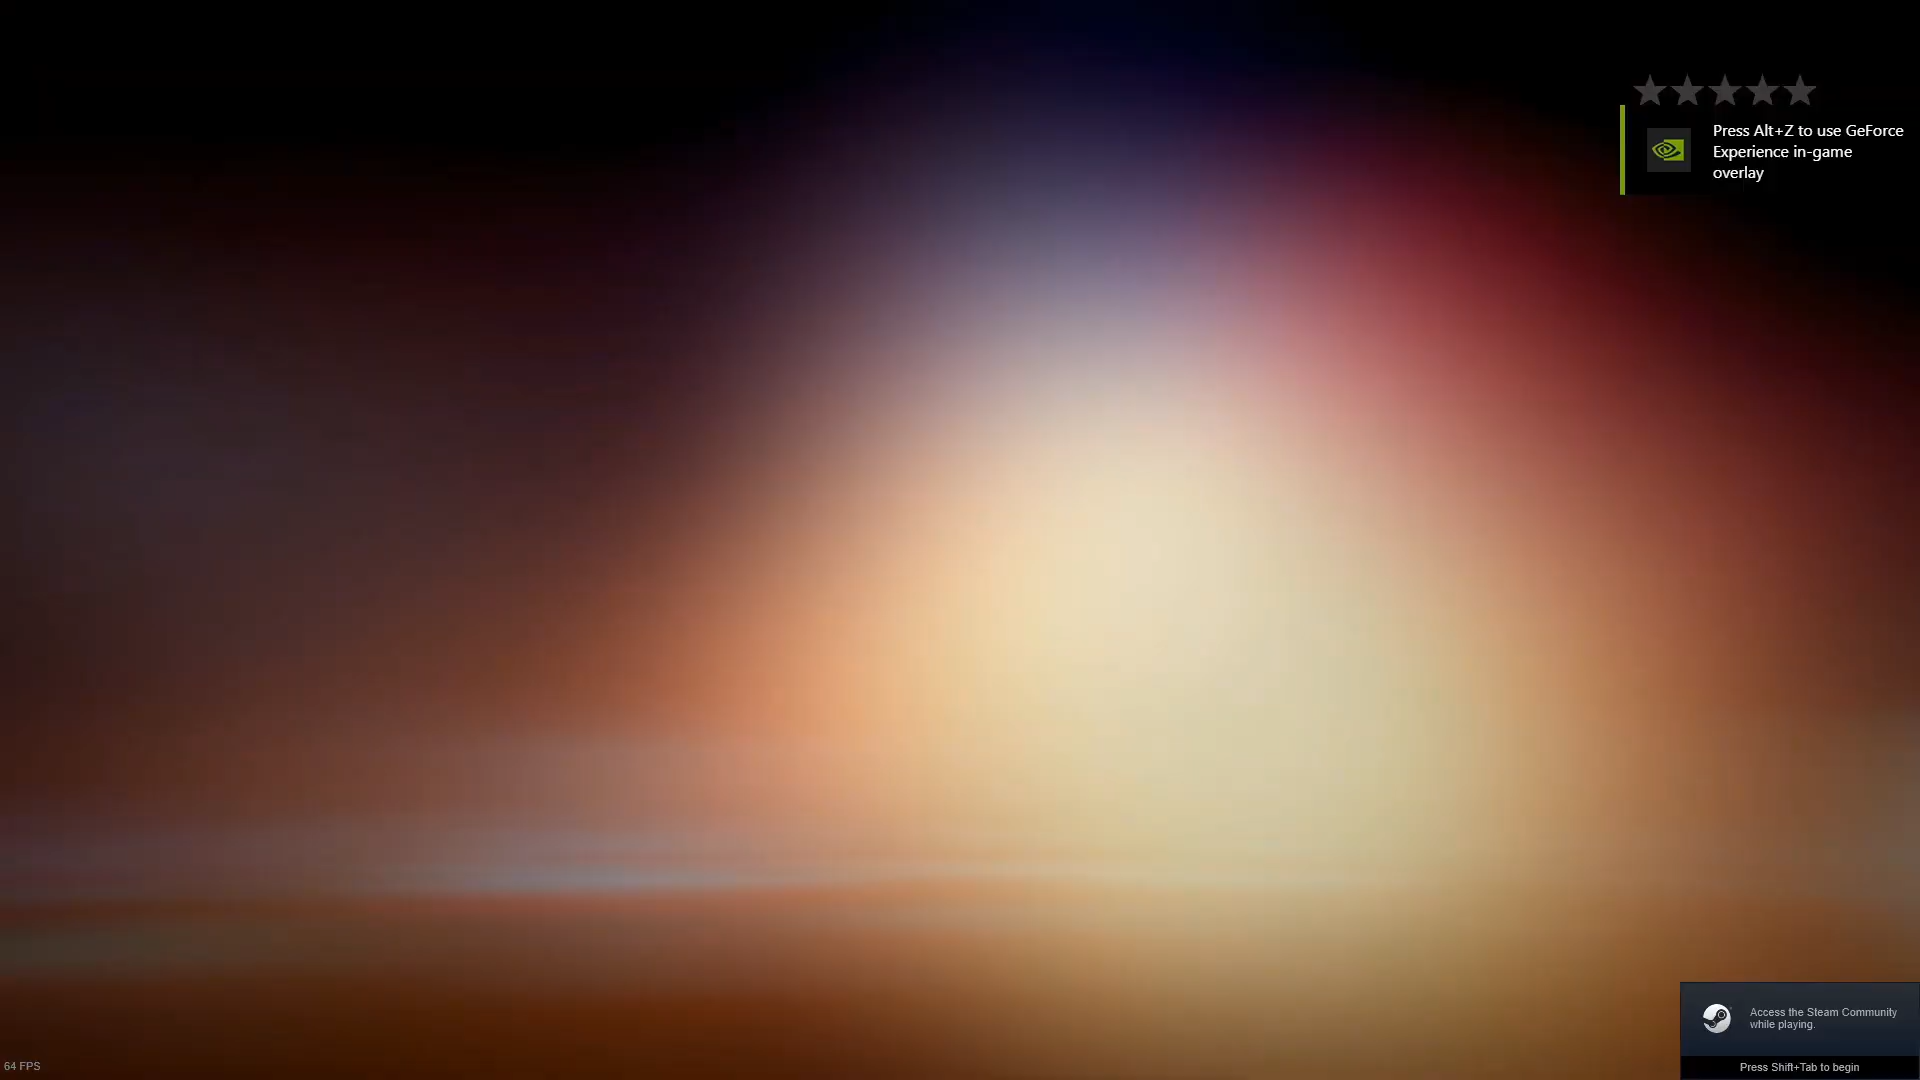 Press Alt+Z to use GeForce
Experience in-game
overlay
Access the Steam Community
while playing.
Press Shift+Tab to begin
64 FPS